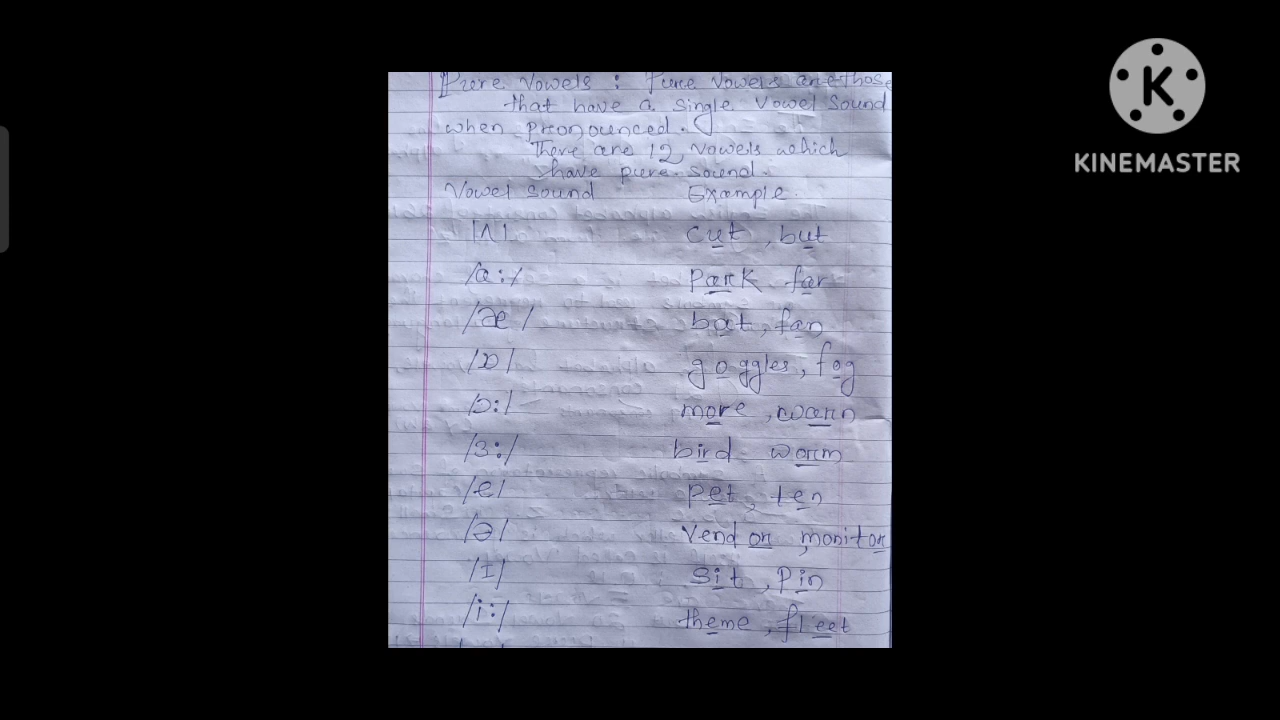 Pure Vowels : Pure Vowels are those
that have a single Vowel Sound
when pronounced.
There are 12 vowels which
have pure sound.
Vowel Sound Example.
/ʌ/ cut, but
/ɑ:/ Park far
/æ/ bat, fan
/ɒ/ goggles, fog
/ɔ:/ more, warn
/ɜ:/ bird worm
/e/ pet, ten
/ə/ Vendor, monitor
/ɪ/ sit, pin
/i:/ theme, fleet
KINEMASTER